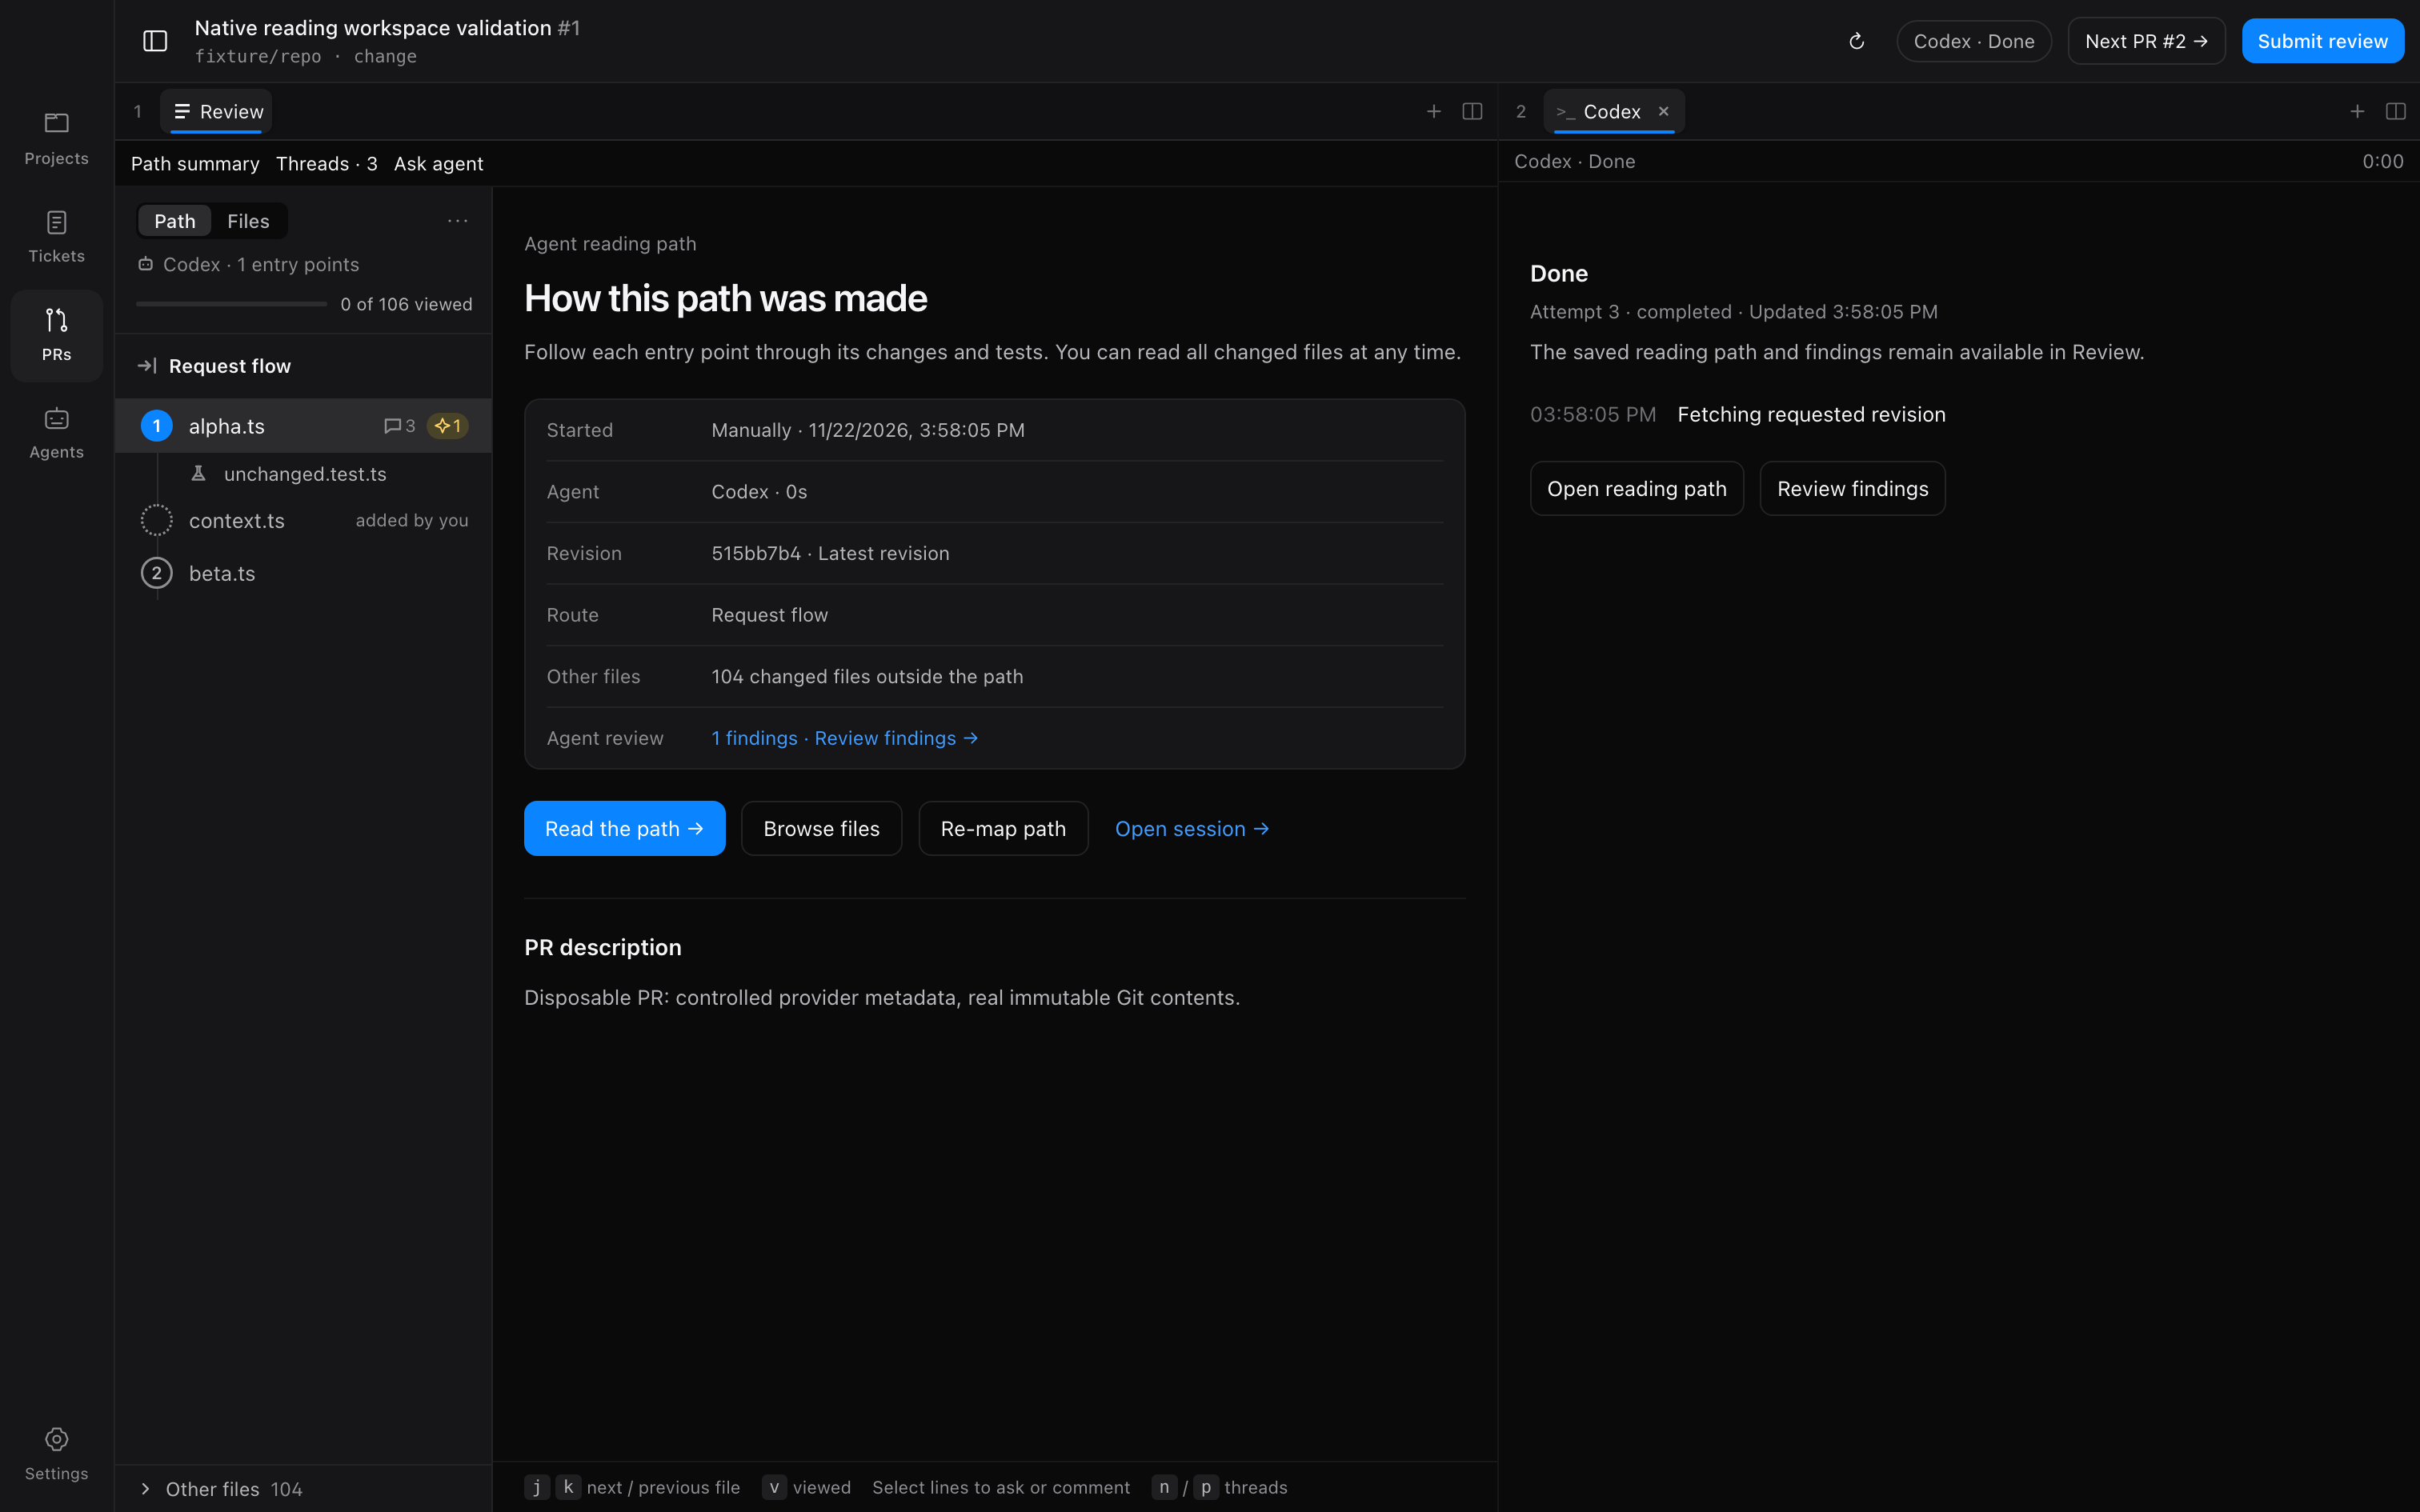 Native reading workspace validation #1
fixture/repo · change
Codex · Done
Next PR #2 →
Submit review
Projects
Tickets
PRs
Agents
Settings
1
Review
2
>_ Codex ×
Path summary Threads · 3 Ask agent
Path Files
Codex · 1 entry points
0 of 106 viewed
Request flow
1 alpha.ts 3 1
unchanged.test.ts
context.ts added by you
2 beta.ts
Other files 104
Agent reading path
How this path was made
Follow each entry point through its changes and tests. You can read all changed files at any time.
Started Manually · 11/22/2026, 3:58:05 PM
Agent Codex · 0s
Revision 515bb7b4 · Latest revision
Route Request flow
Other files 104 changed files outside the path
Agent review 1 findings · Review findings →
Read the path → Browse files Re-map path Open session →
PR description
Disposable PR: controlled provider metadata, real immutable Git contents.
j k next / previous file v viewed Select lines to ask or comment n / p threads
Codex · Done 0:00
Done
Attempt 3 · completed · Updated 3:58:05 PM
The saved reading path and findings remain available in Review.
03:58:05 PM Fetching requested revision
Open reading path Review findings